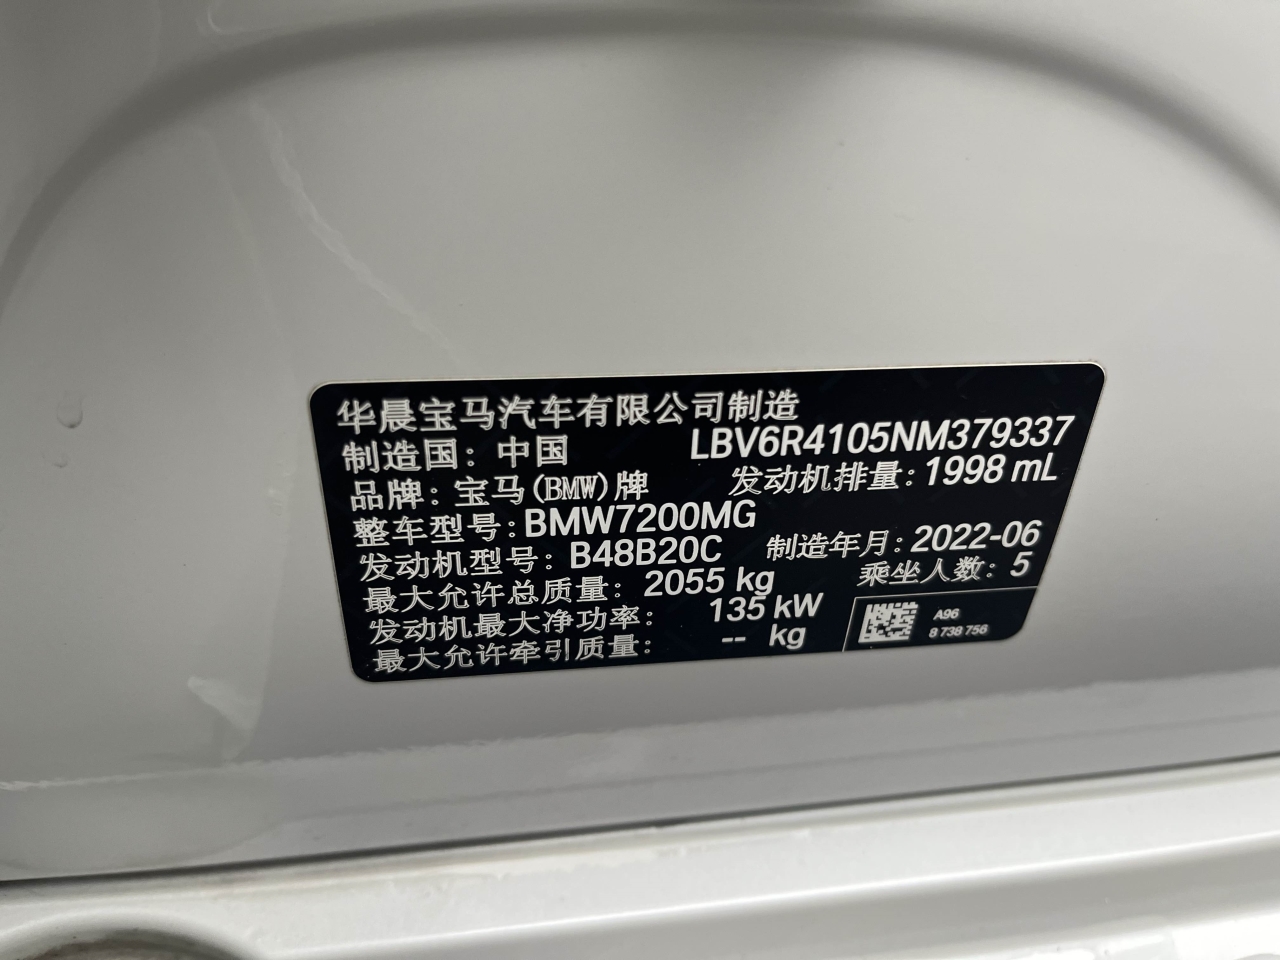 华晨宝马汽车有限公司制造
制造国：中国 LBV6R4105NM379337
品牌：宝马(BMW)牌 发动机排量：1998 mL
整车型号：BMW7200MG
发动机型号：B48B20C 制造年月：2022-06
最大允许总质量：2055 kg 乘坐人数：5
发动机最大净功率：135 kW
最大允许牵引质量：-- kg
A96
8 738 756